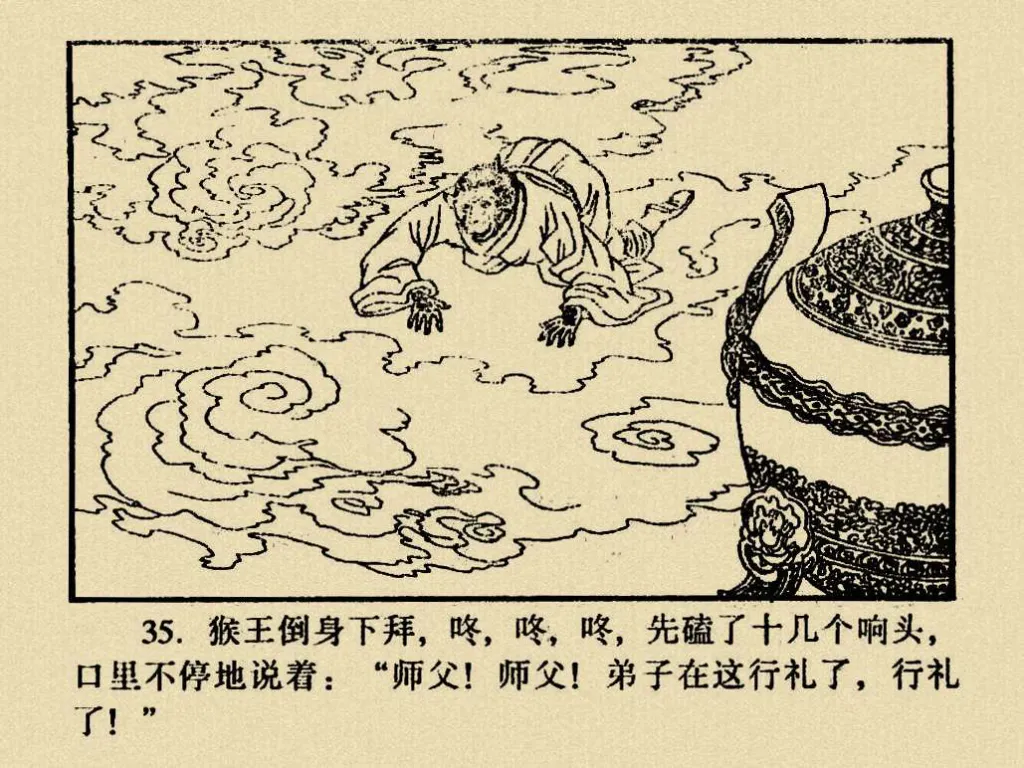 35. 猴王倒身下拜，咚，咚，咚，先磕了十几个响头，
口里不停地说着：“师父！师父！弟子在这行礼了，行礼
了！”